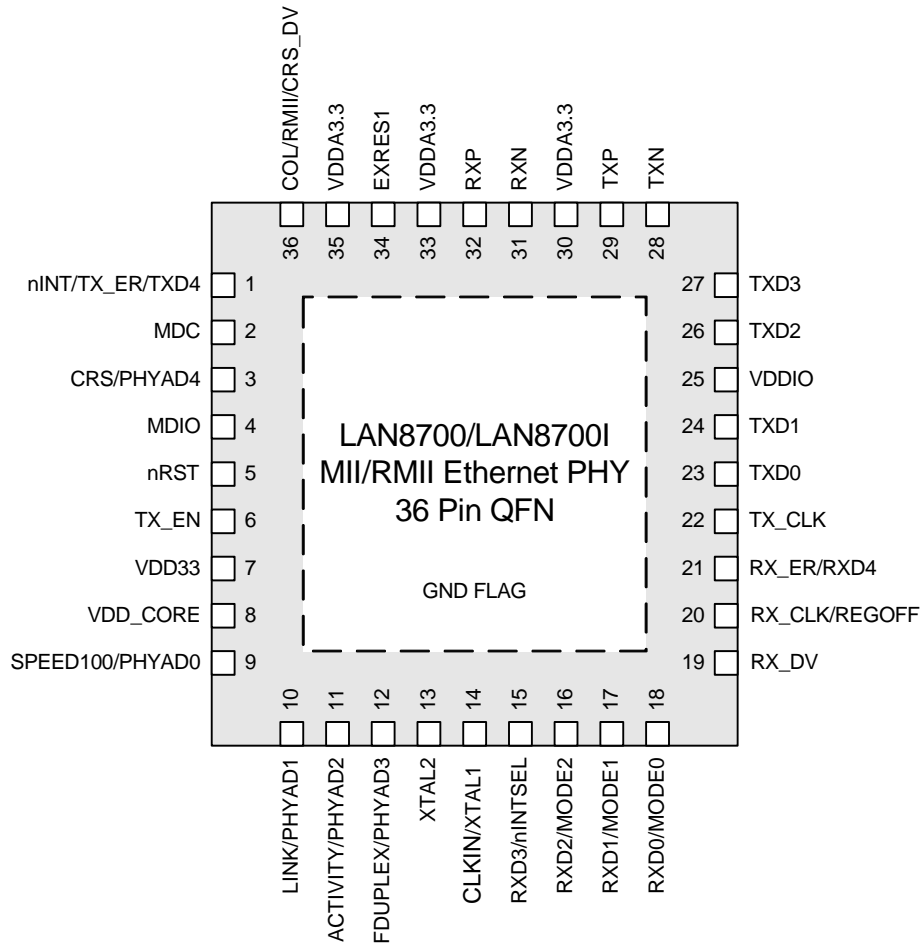 COL/RMII/CRS_DV
VDDA3.3
EXRES1
VDDA3.3
RXP
RXN
VDDA3.3
TXP
TXN
36
35
34
33
32
31
30
29
28
nINT/TX_ER/TXD4 1
MDC 2
CRS/PHYAD4 3
MDIO 4
nRST 5
TX_EN 6
VDD33 7
VDD_CORE 8
SPEED100/PHYAD0 9
LAN8700/LAN8700I
MII/RMII Ethernet PHY
36 Pin QFN
GND FLAG
27 TXD3
26 TXD2
25 VDDIO
24 TXD1
23 TXD0
22 TX_CLK
21 RX_ER/RXD4
20 RX_CLK/REGOFF
19 RX_DV
10
11
12
13
14
15
16
17
18
LINK/PHYAD1
ACTIVITY/PHYAD2
FDUPLEX/PHYAD3
XTAL2
CLKIN/XTAL1
RXD3/nINTSEL
RXD2/MODE2
RXD1/MODE1
RXD0/MODE0